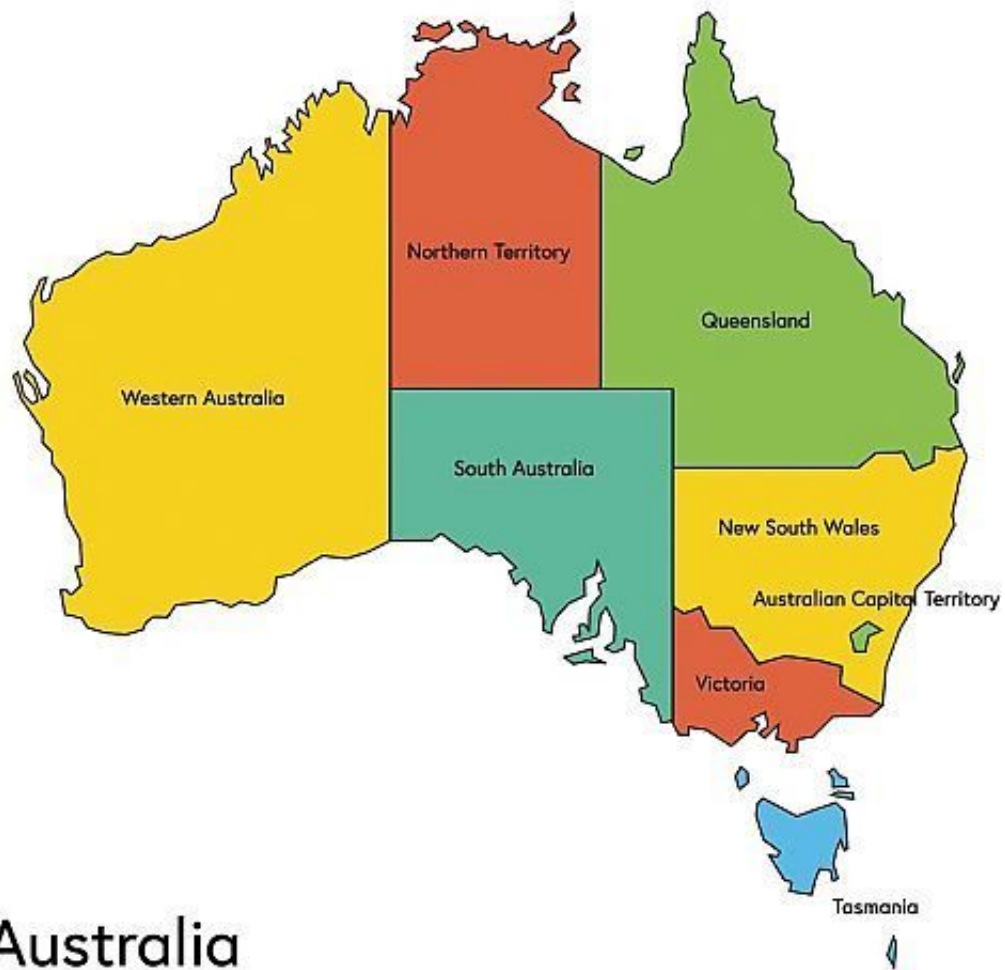 Northern Territory
Queensland
Western Australia
South Australia
New South Wales
Australian Capital Territory
Victoria
Tasmania
Australia